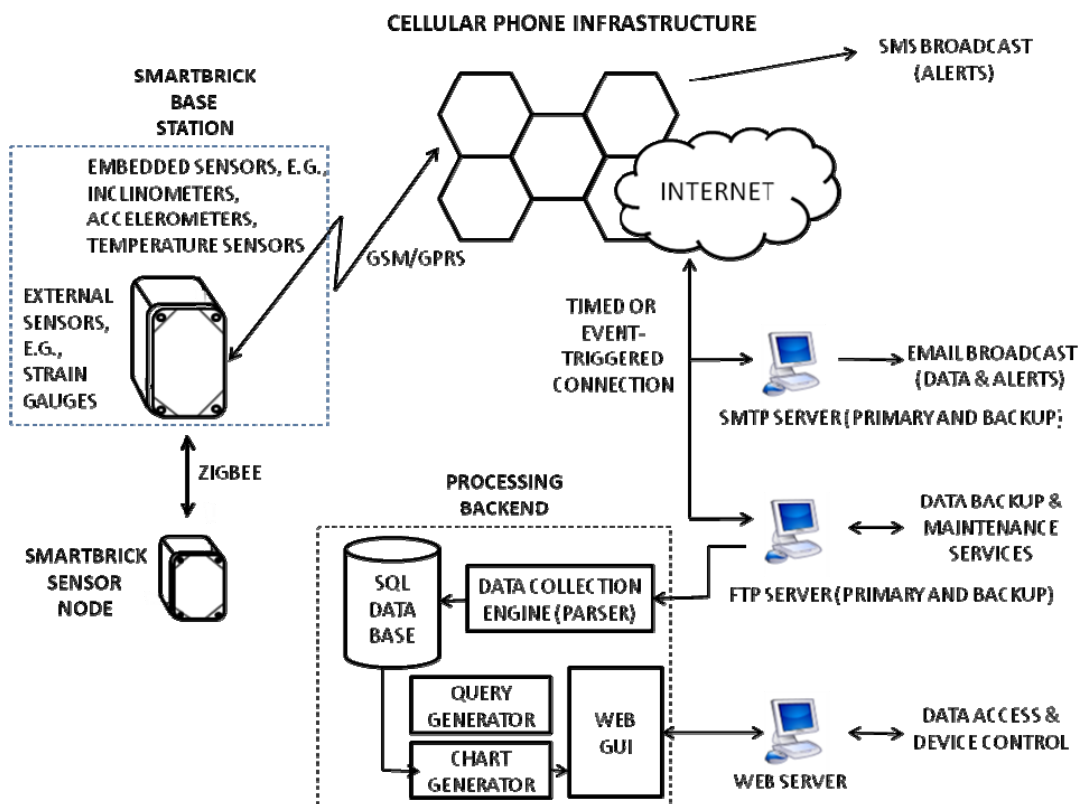 CELLULAR PHONE INFRASTRUCTURE
SMS BROADCAST
(ALERTS)
SMARTBRICK
BASE
STATION
EMBEDDED SENSORS, E.G.,
INCLINOMETERS,
ACCELEROMETERS,
TEMPERATURE SENSORS
INTERNET
GSM/GPRS
EXTERNAL
SENSORS,
E.G.,
STRAIN
GAUGES
TIMED OR
EVENT-
TRIGGERED
CONNECTION
EMAIL BROADCAST
(DATA & ALERTS)
SMTP SERVER (PRIMARY AND BACKUP)
ZIGBEE
PROCESSING
BACKEND
DATA BACKUP &
MAINTENANCE
SERVICES
SMARTBRICK
SENSOR
NODE
SQL
DATA
BASE
DATA COLLECTION
ENGINE (PARSER)
FTP SERVER (PRIMARY AND BACKUP)
QUERY
GENERATOR
WEB
GUI
CHART
GENERATOR
DATA ACCESS &
DEVICE CONTROL
WEB SERVER